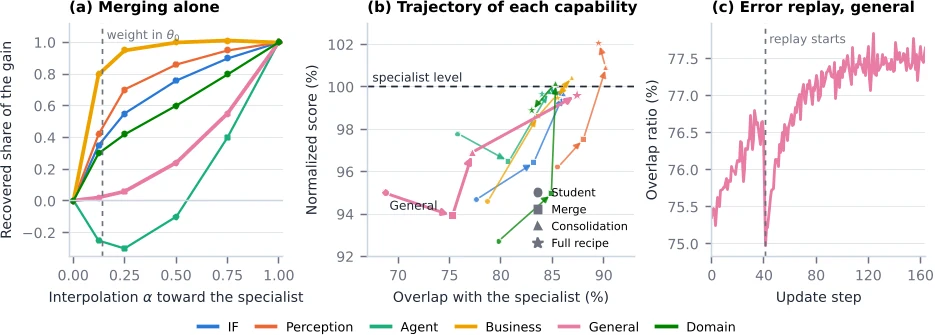 (a) Merging alone
(b) Trajectory of each capability
(c) Error replay, general
Recovered share of the gain
1.0
0.8
0.6
0.4
0.2
0.0
−0.2
weight in θ₀
0.00
0.25
0.50
0.75
1.00
Interpolation α toward the specialist
Normalized score (%)
102
100
98
96
94
92
specialist level
General
Student
Merge
Consolidation
Full recipe
70
75
80
85
90
Overlap with the specialist (%)
Overlap ratio (%)
77.5
77.0
76.5
76.0
75.5
75.0
replay starts
0
40
80
120
160
Update step
IF
Perception
Agent
Business
General
Domain